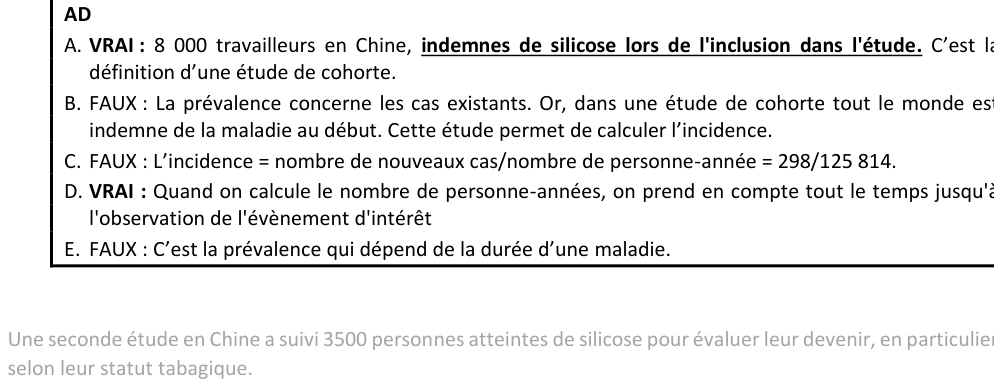 AD
A. VRAI : 8 000 travailleurs en Chine, indemnes de silicose lors de l'inclusion dans l'étude. C’est la
définition d’une étude de cohorte.
B. FAUX : La prévalence concerne les cas existants. Or, dans une étude de cohorte tout le monde est
indemne de la maladie au début. Cette étude permet de calculer l’incidence.
C. FAUX : L’incidence = nombre de nouveaux cas/nombre de personne-année = 298/125 814.
D. VRAI : Quand on calcule le nombre de personne-années, on prend en compte tout le temps jusqu'à
l'observation de l'évènement d'intérêt
E. FAUX : C’est la prévalence qui dépend de la durée d’une maladie.
Une seconde étude en Chine a suivi 3500 personnes atteintes de silicose pour évaluer leur devenir, en particulier
selon leur statut tabagique.